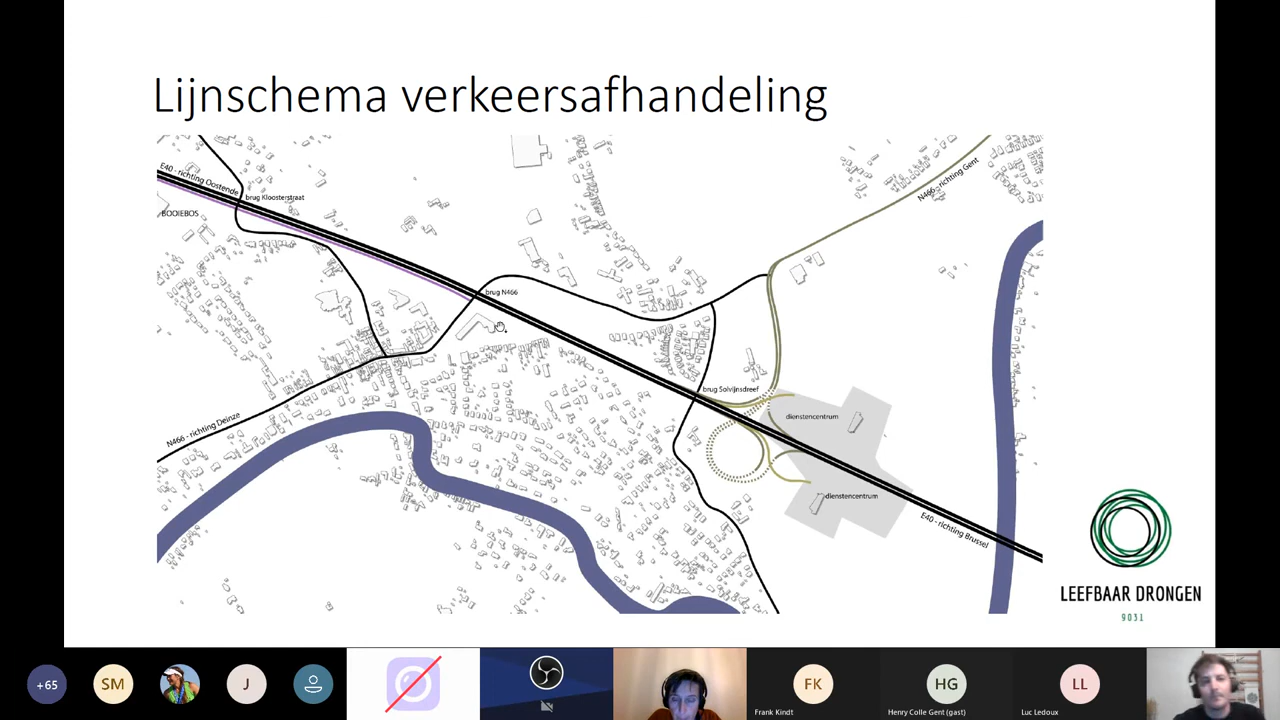 Lijnschema verkeersafhandeling
E40 - richting Oostende
brug Kloosterstraat
BOOIEBOS
N466 - richting Gent
brug N466
brug Solvijnsdreef
dienstencentrum
N466 - richting Deinze
dienstencentrum
E40 - richting Brussel
LEEFBAAR DRONGEN
9031
+65
SM
J
FK
HG
LL
Frank Kindt
Henry Colle Gent (gast)
Luc Ledoux